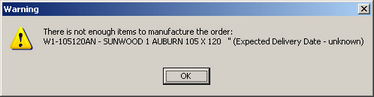 Warning
There is not enough items to manufacture the order:
W1-105120AN - SUNWOOD 1 AUBURN 105 X 120 " (Expected Delivery Date - unknown)
OK